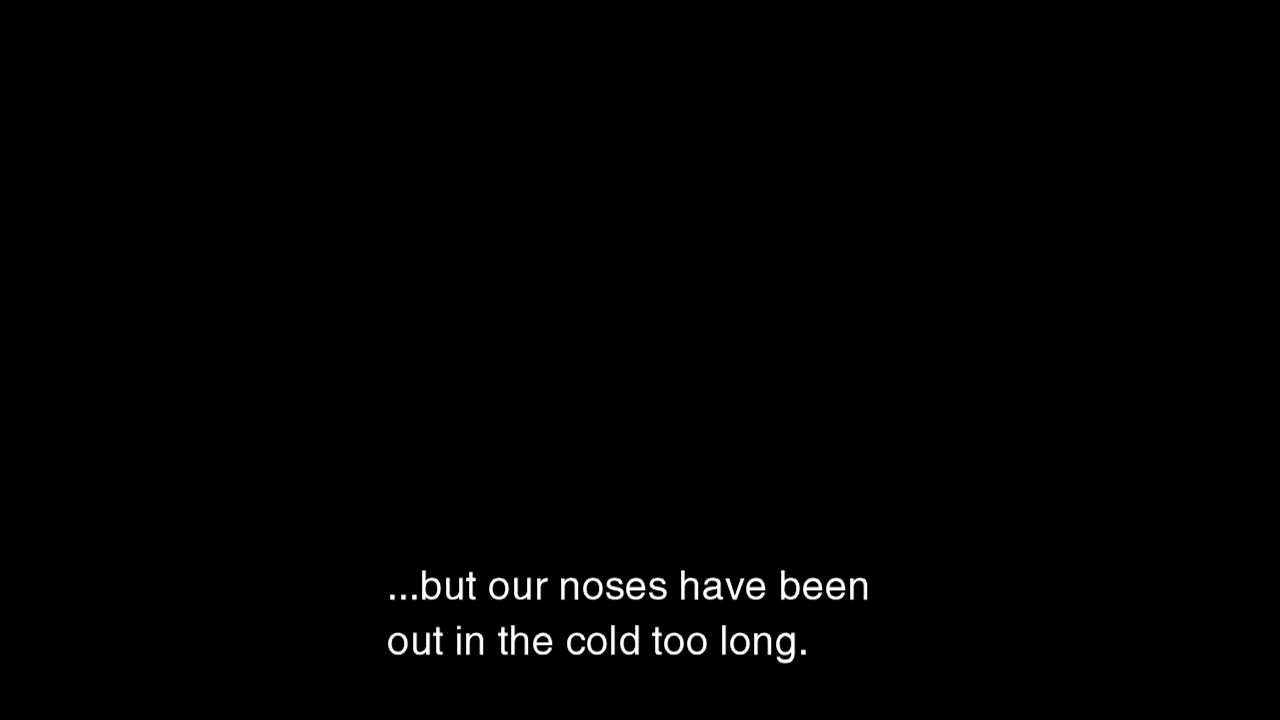 ...but our noses have been
out in the cold too long.